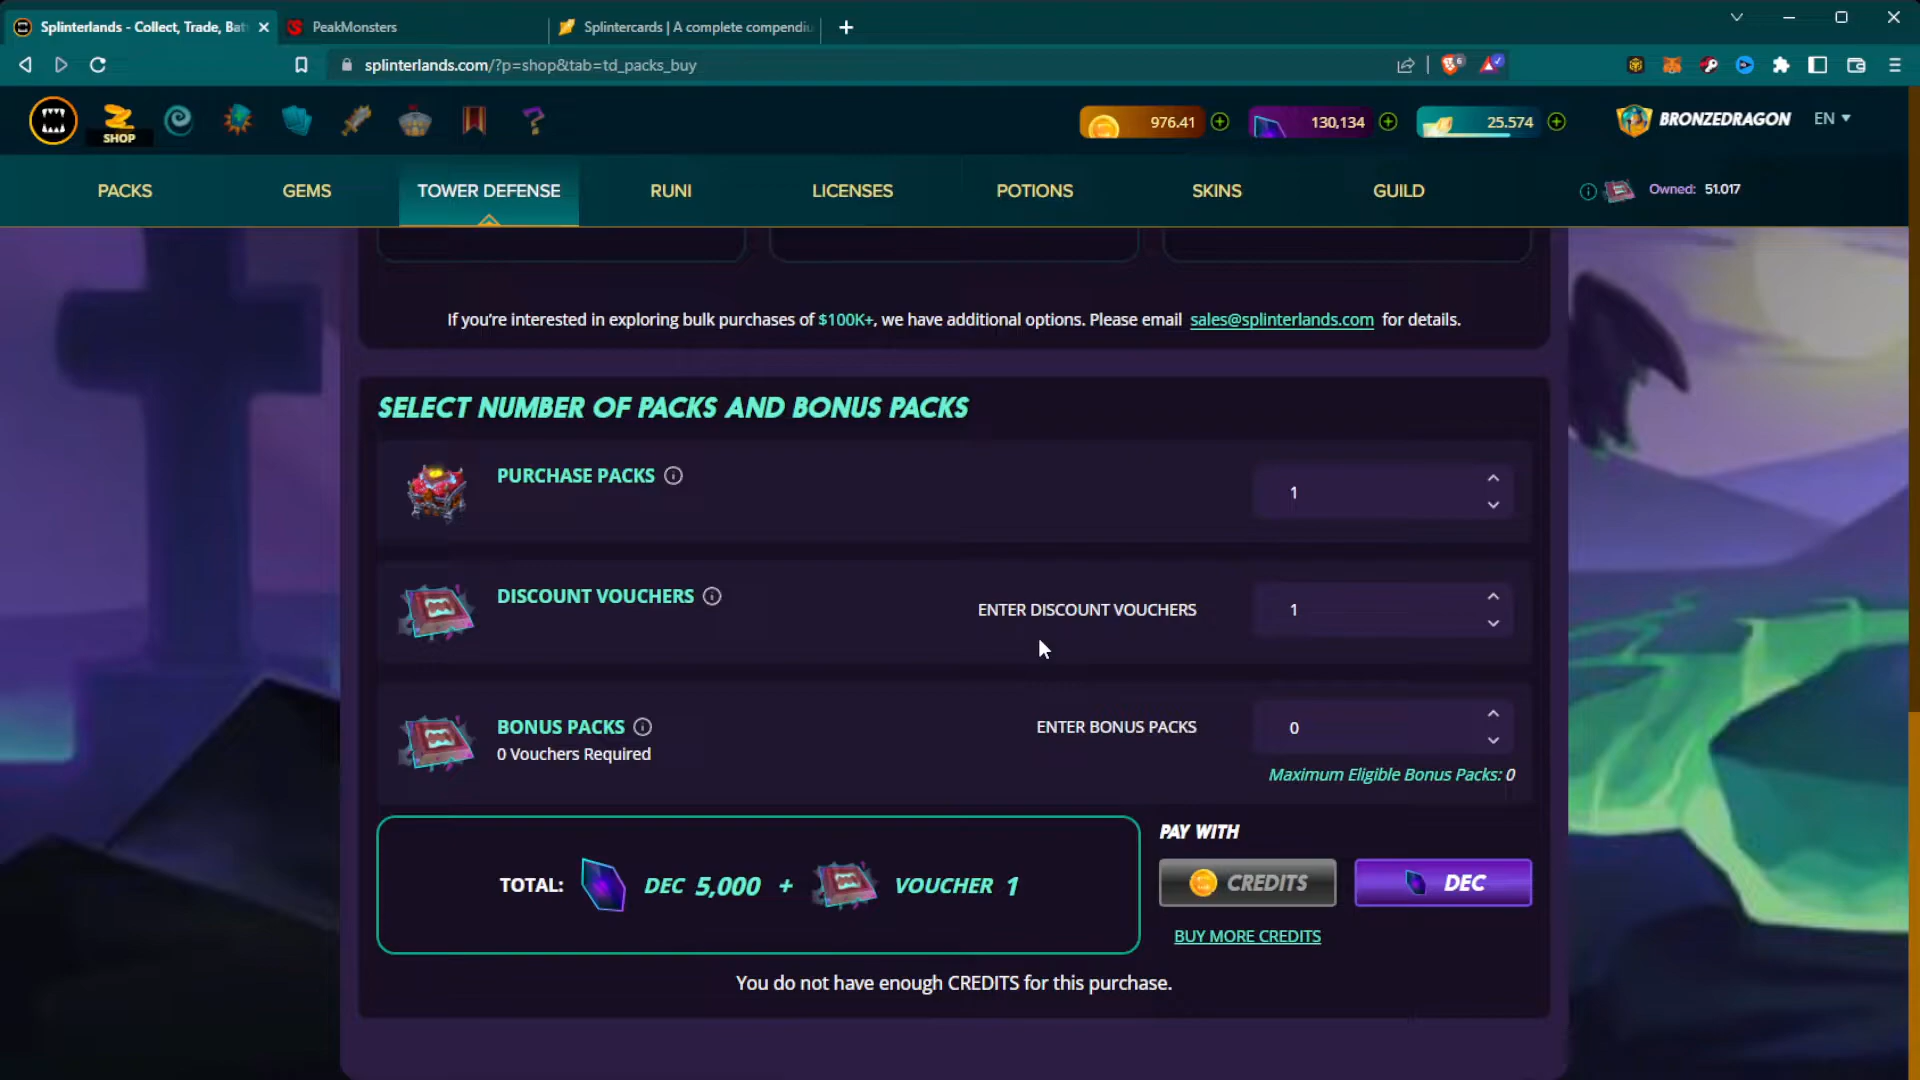 Splinterlands - Collect, Trade, Bat
PeakMonsters
Splintercards | A complete compendiu
splinterlands.com/?p=shop&tab=td_packs_buy
6
SHOP
976.41
130,134
25.574
BRONZEDRAGON
EN
PACKS
GEMS
TOWER DEFENSE
RUNI
LICENSES
POTIONS
SKINS
GUILD
Owned: 51.017
If you're interested in exploring bulk purchases of $100K+, we have additional options. Please email sales@splinterlands.com for details.
SELECT NUMBER OF PACKS AND BONUS PACKS
PURCHASE PACKS
1
DISCOUNT VOUCHERS
ENTER DISCOUNT VOUCHERS
1
BONUS PACKS
0 Vouchers Required
ENTER BONUS PACKS
0
Maximum Eligible Bonus Packs: 0
TOTAL: DEC 5,000 + VOUCHER 1
PAY WITH
CREDITS
DEC
BUY MORE CREDITS
You do not have enough CREDITS for this purchase.